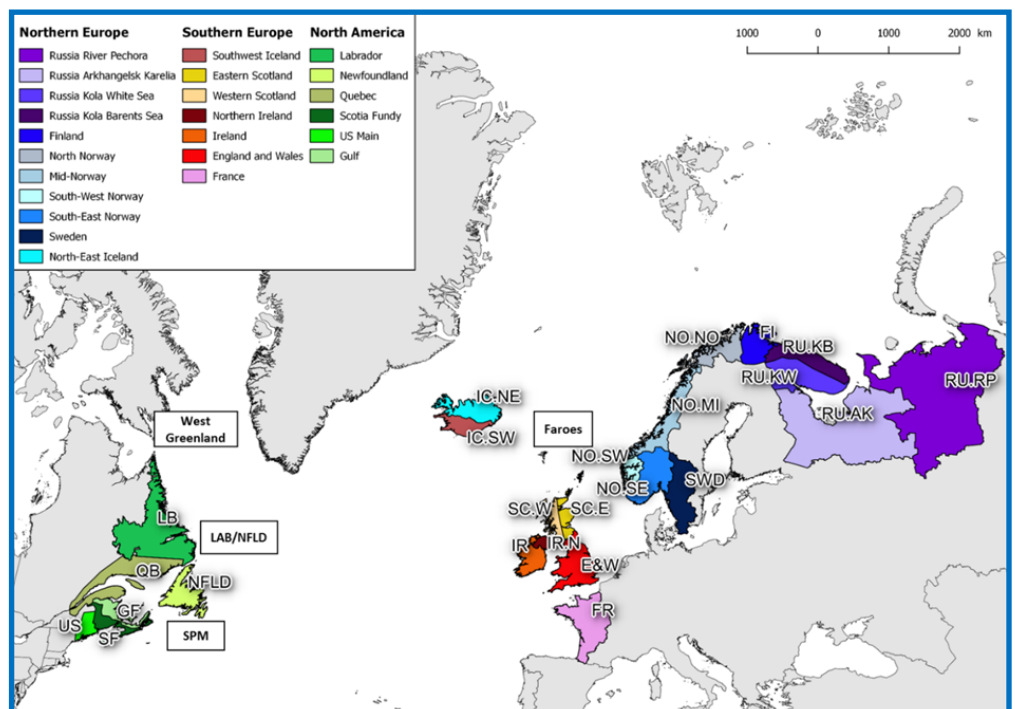 Northern Europe
Russia River Pechora
Russia Arkhangelsk Karelia
Russia Kola White Sea
Russia Kola Barents Sea
Finland
North Norway
Mid-Norway
South-West Norway
South-East Norway
Sweden
North-East Iceland
Southern Europe
Southwest Iceland
Eastern Scotland
Western Scotland
Northern Ireland
Ireland
England and Wales
France
North America
Labrador
Newfoundland
Quebec
Scotia Fundy
US Main
Gulf
1000 0 1000 2000 km
NO.NO
FI
RU.KB
RU.KW
RU.RP
RU.AK
NO.MI
IC.NE
IC.SW
West
Greenland
Faroes
NO.SW
NO.SE
SWD
SC.W
SC.E
LB
LAB/NFLD
IR
IR.N
E&W
QB
NFLD
GF
US
SF
SPM
FR